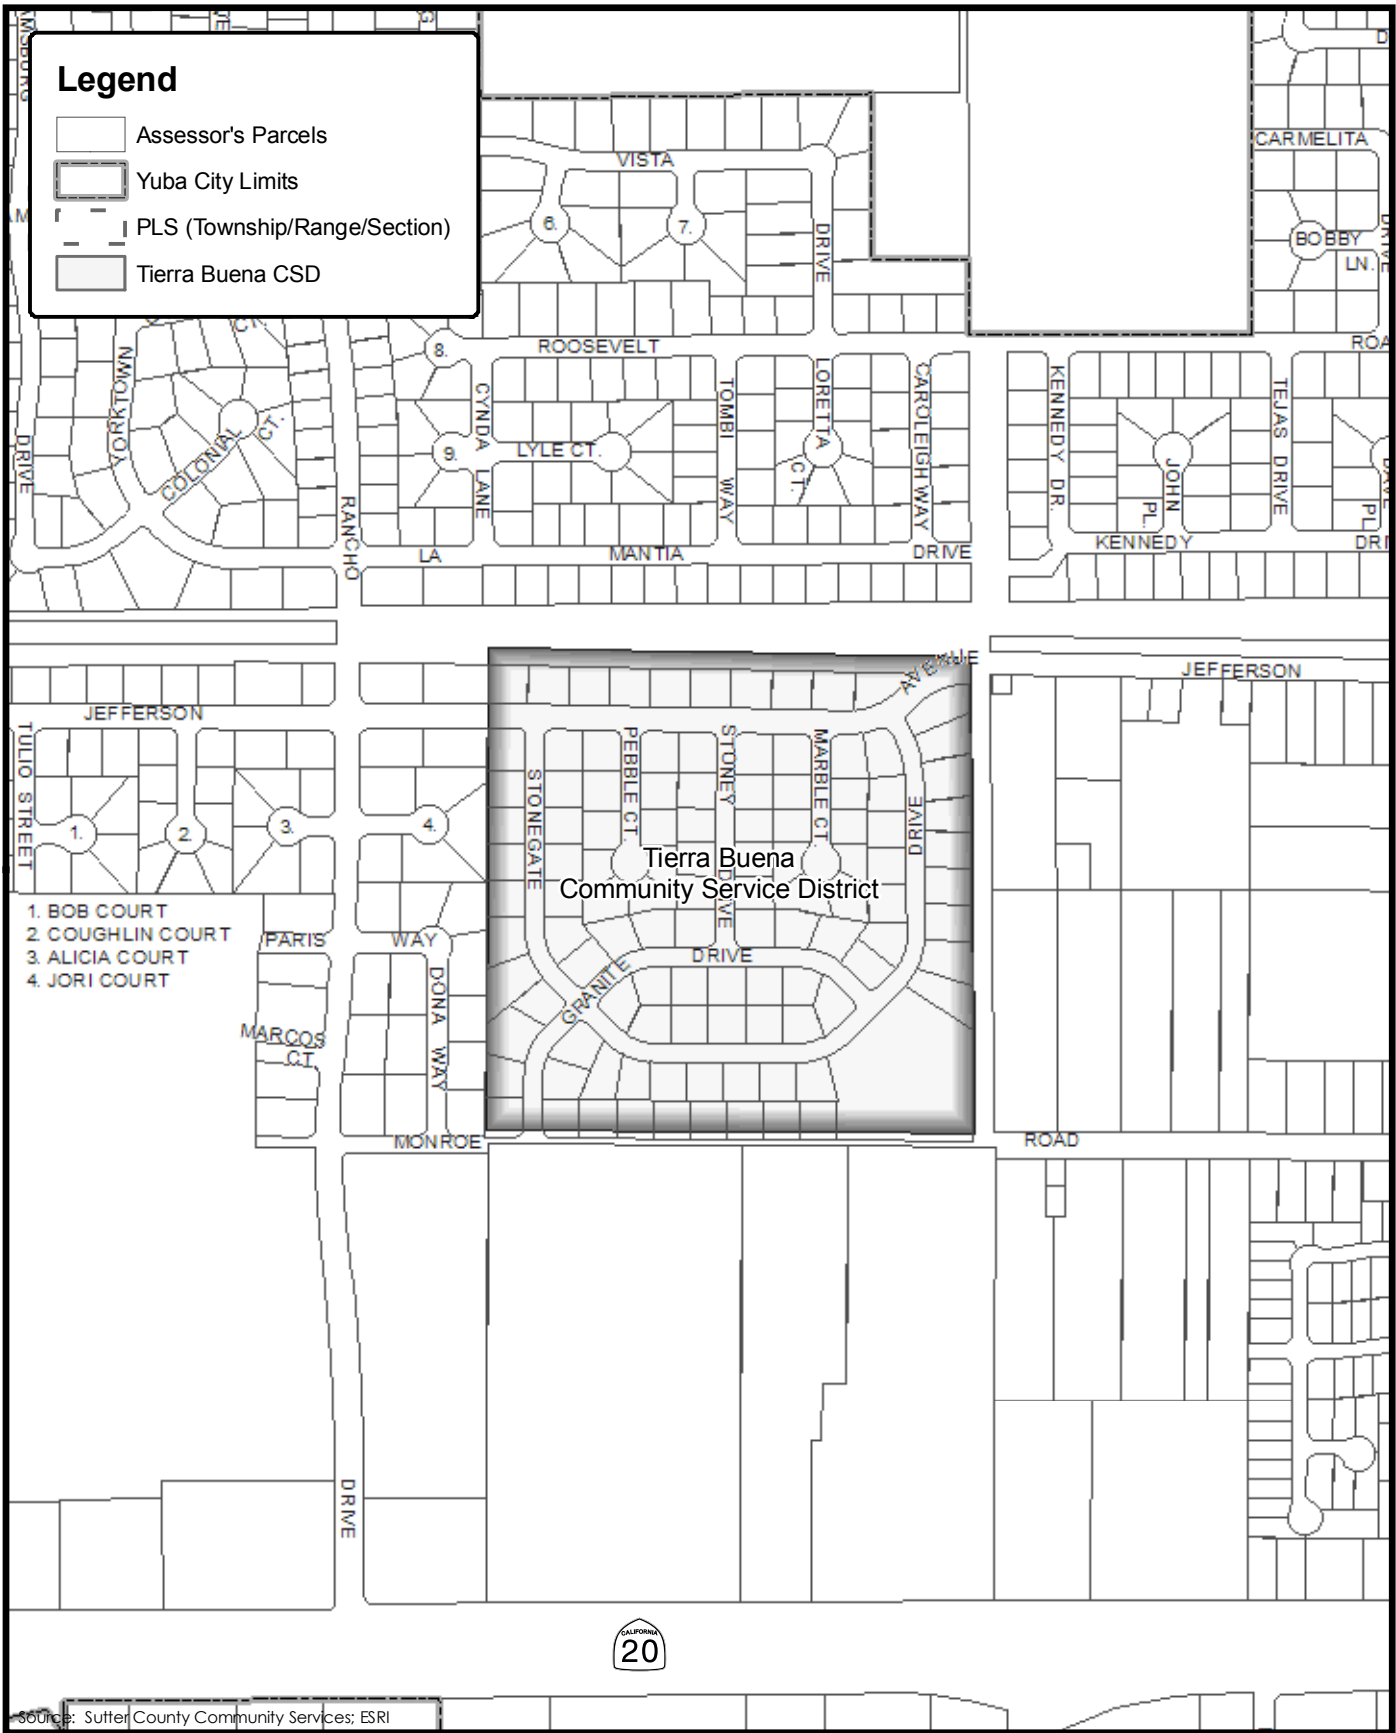 Legend
Assessor's Parcels
Yuba City Limits
PLS (Township/Range/Section)
Tierra Buena CSD
VISTA
DRIVE
6.
7.
CARMELITA
BOBBY
LN.
8.
ROOSEVELT
YORKTOWN
COLONIAL
CT.
DRIVE
RANCHO
CYNDA
LANE
9.
LYLE CT.
TOMBI
WAY
LORETTA
CT.
CAROLEIGH WAY
KENNEDY DR.
JOHN
PL.
TEJAS DRIVE
PL.
LA
MANTIA
DRIVE
KENNEDY
JEFFERSON
AVENUE
JEFFERSON
TULIO STREET
1.
2.
3.
4.
STONEGATE
PEBBLE CT.
STONEY
DRIVE
MARBLE CT.
DRIVE
Tierra Buena
Community Service District
1. BOB COURT
2. COUGHLIN COURT
3. ALICIA COURT
4. JORI COURT
PARIS
WAY
DRIVE
GRANITE
DONA WAY
MARCOS
CT.
MONROE
ROAD
DRIVE
CALIFORNIA
20
Source: Sutter County Community Services; ESRI